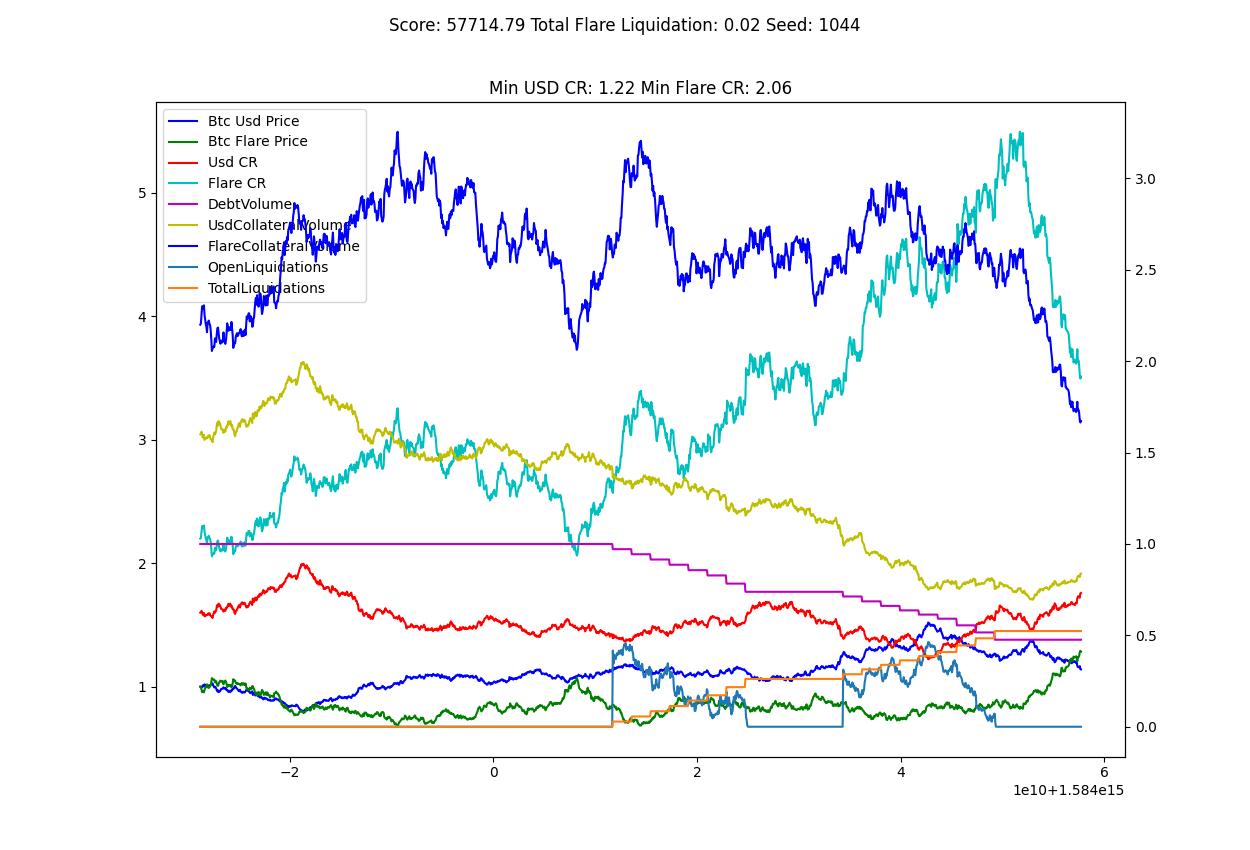 Score: 57714.79 Total Flare Liquidation: 0.02 Seed: 1044
Min USD CR: 1.22 Min Flare CR: 2.06
Btc Usd Price
Btc Flare Price
Usd CR
Flare CR
DebtVolume
UsdCollateralVolume
FlareCollateralVolume
OpenLiquidations
TotalLiquidations
5
4
3
2
1
3.0
2.5
2.0
1.5
1.0
0.5
0.0
−2
0
2
4
6
1e10+1.584e15